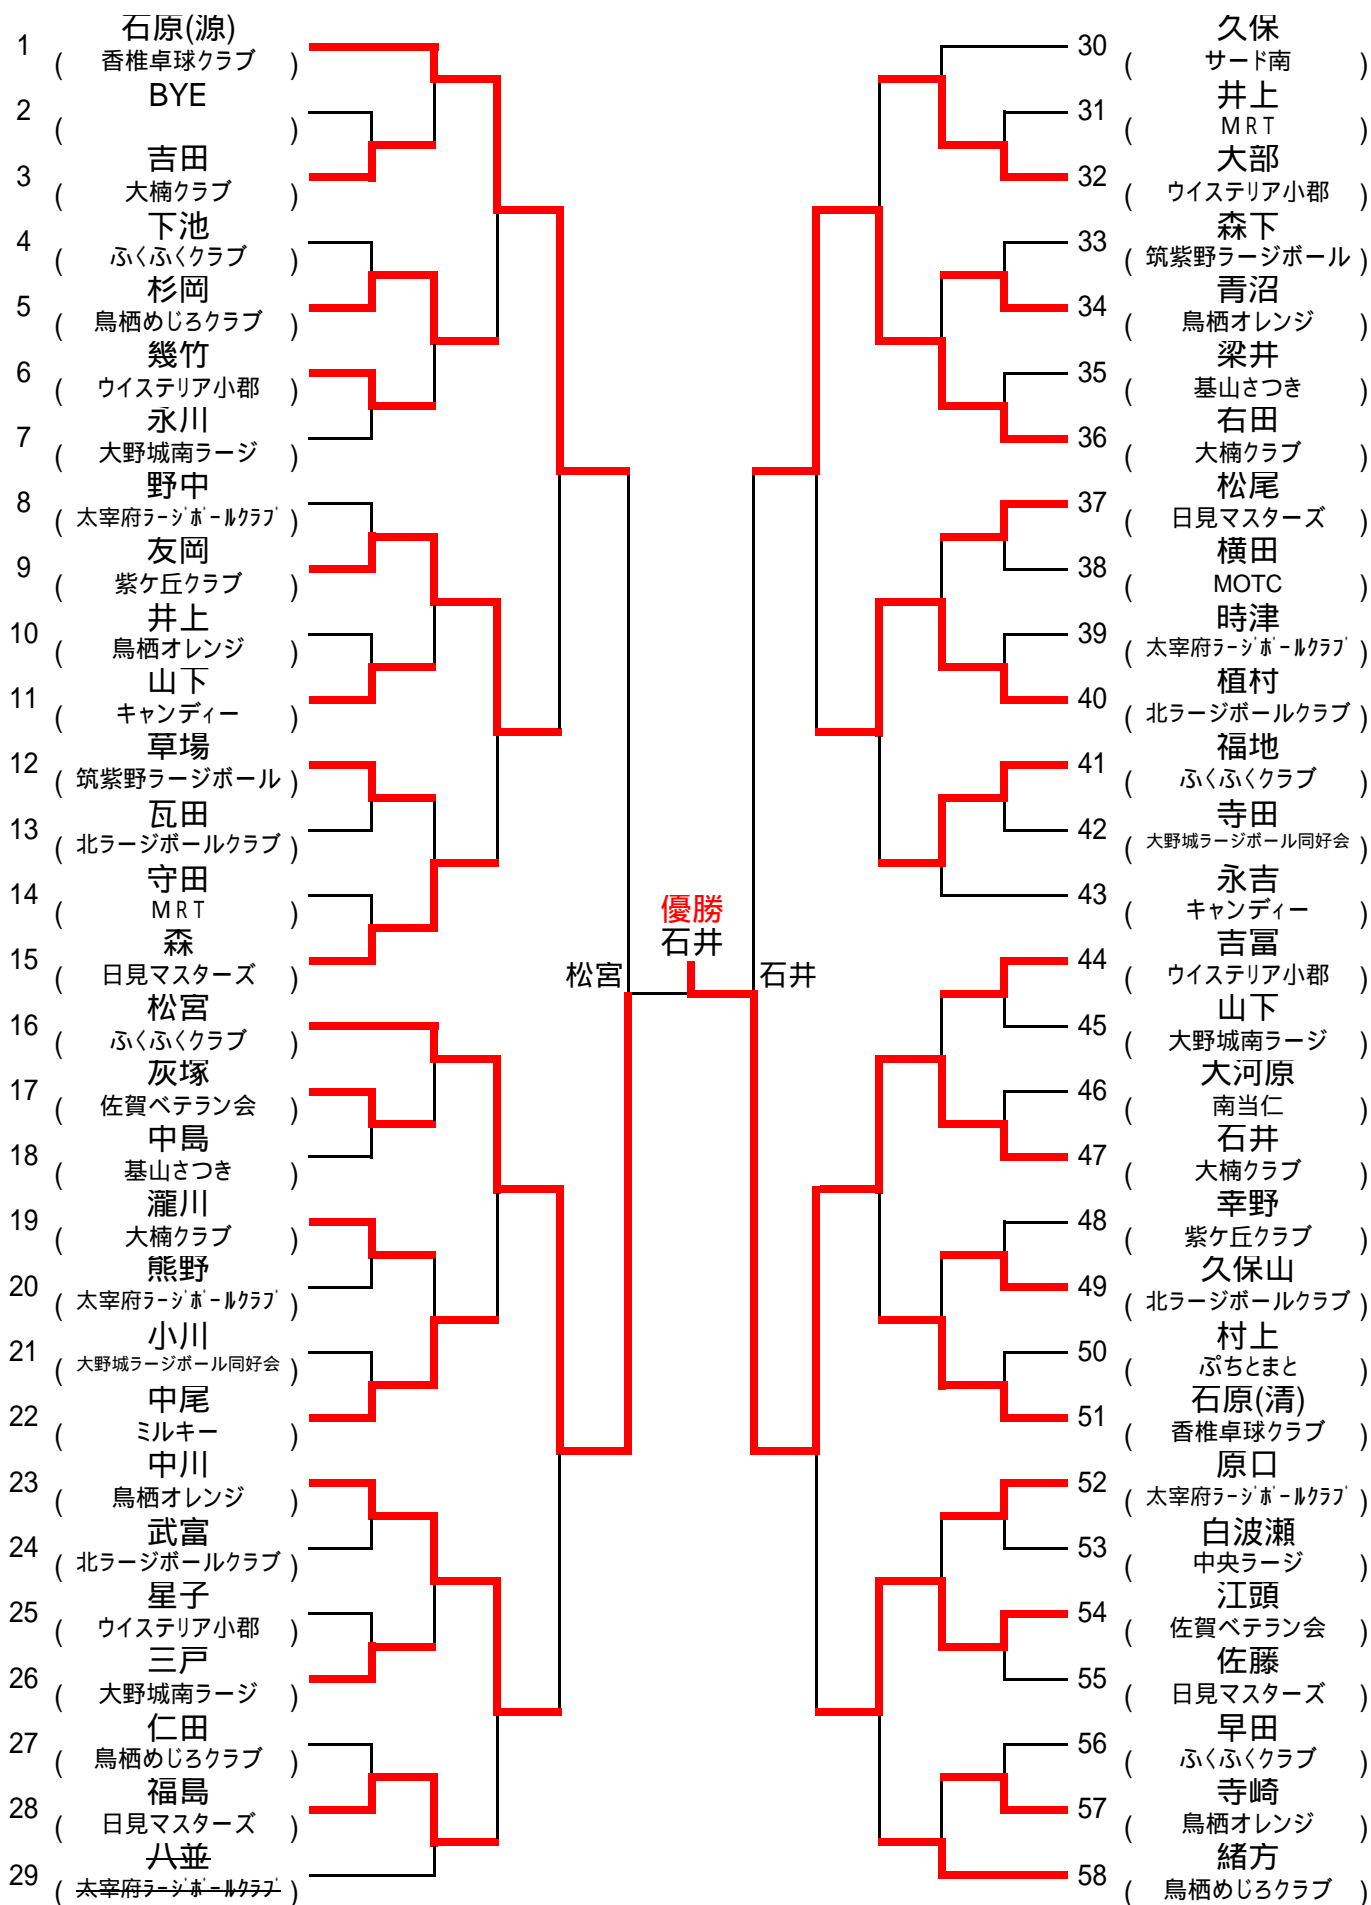 石原(源)
1 ( 香椎卓球クラブ )
BYE
2 ( )
吉田
3 ( 大楠クラブ )
下池
4 ( ふくふくクラブ )
杉岡
5 ( 鳥栖めじろクラブ )
幾竹
6 ( ウイステリア小郡 )
永川
7 ( 大野城南ラージ )
野中
8 ( 太宰府ラージボールクラブ )
友岡
9 ( 紫ケ丘クラブ )
井上
10 ( 鳥栖オレンジ )
山下
11 ( キャンディー )
草場
12 ( 筑紫野ラージボール )
瓦田
13 ( 北ラージボールクラブ )
守田
14 ( MRT )
森
15 ( 日見マスターズ )
松宮
16 ( ふくふくクラブ )
灰塚
17 ( 佐賀ベテラン会 )
中島
18 ( 基山さつき )
瀧川
19 ( 大楠クラブ )
熊野
20 ( 太宰府ラージボールクラブ )
小川
21 ( 大野城ラージボール同好会 )
中尾
22 ( ミルキー )
中川
23 ( 鳥栖オレンジ )
武富
24 ( 北ラージボールクラブ )
星子
25 ( ウイステリア小郡 )
三戸
26 ( 大野城南ラージ )
仁田
27 ( 鳥栖めじろクラブ )
福島
28 ( 日見マスターズ )
八並
29 ( 太宰府ラージボールクラブ )
優勝
石井
松宮
石井
久保
30 ( サード南 )
井上
31 ( MRT )
大部
32 ( ウイステリア小郡 )
森下
33 ( 筑紫野ラージボール )
青沼
34 ( 鳥栖オレンジ )
梁井
35 ( 基山さつき )
右田
36 ( 大楠クラブ )
松尾
37 ( 日見マスターズ )
横田
38 ( MOTC )
時津
39 ( 太宰府ラージボールクラブ )
植村
40 ( 北ラージボールクラブ )
福地
41 ( ふくふくクラブ )
寺田
42 ( 大野城ラージボール同好会 )
永吉
43 ( キャンディー )
吉冨
44 ( ウイステリア小郡 )
山下
45 ( 大野城南ラージ )
大河原
46 ( 南当仁 )
石井
47 ( 大楠クラブ )
幸野
48 ( 紫ケ丘クラブ )
久保山
49 ( 北ラージボールクラブ )
村上
50 ( ぷちとまと )
石原(清)
51 ( 香椎卓球クラブ )
原口
52 ( 太宰府ラージボールクラブ )
白波瀬
53 ( 中央ラージ )
江頭
54 ( 佐賀ベテラン会 )
佐藤
55 ( 日見マスターズ )
早田
56 ( ふくふくクラブ )
寺崎
57 ( 鳥栖オレンジ )
緒方
58 ( 鳥栖めじろクラブ )